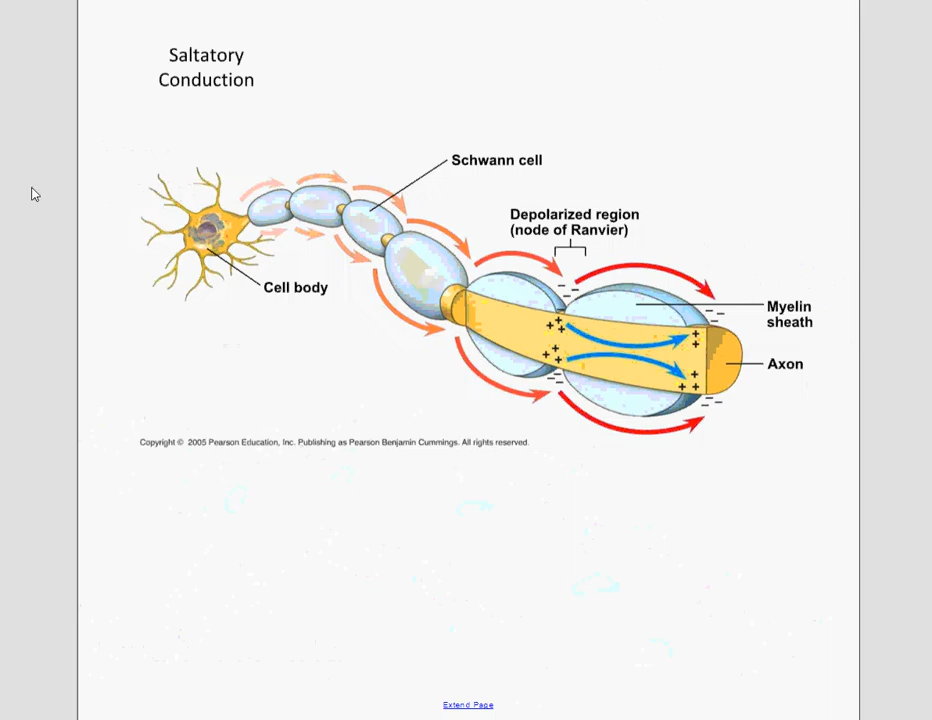 Saltatory
Conduction
Schwann cell
Depolarized region
(node of Ranvier)
Cell body
Myelin
sheath
Axon
Copyright © 2005 Pearson Education, Inc. Publishing as Pearson Benjamin Cummings. All rights reserved.
Extend Page